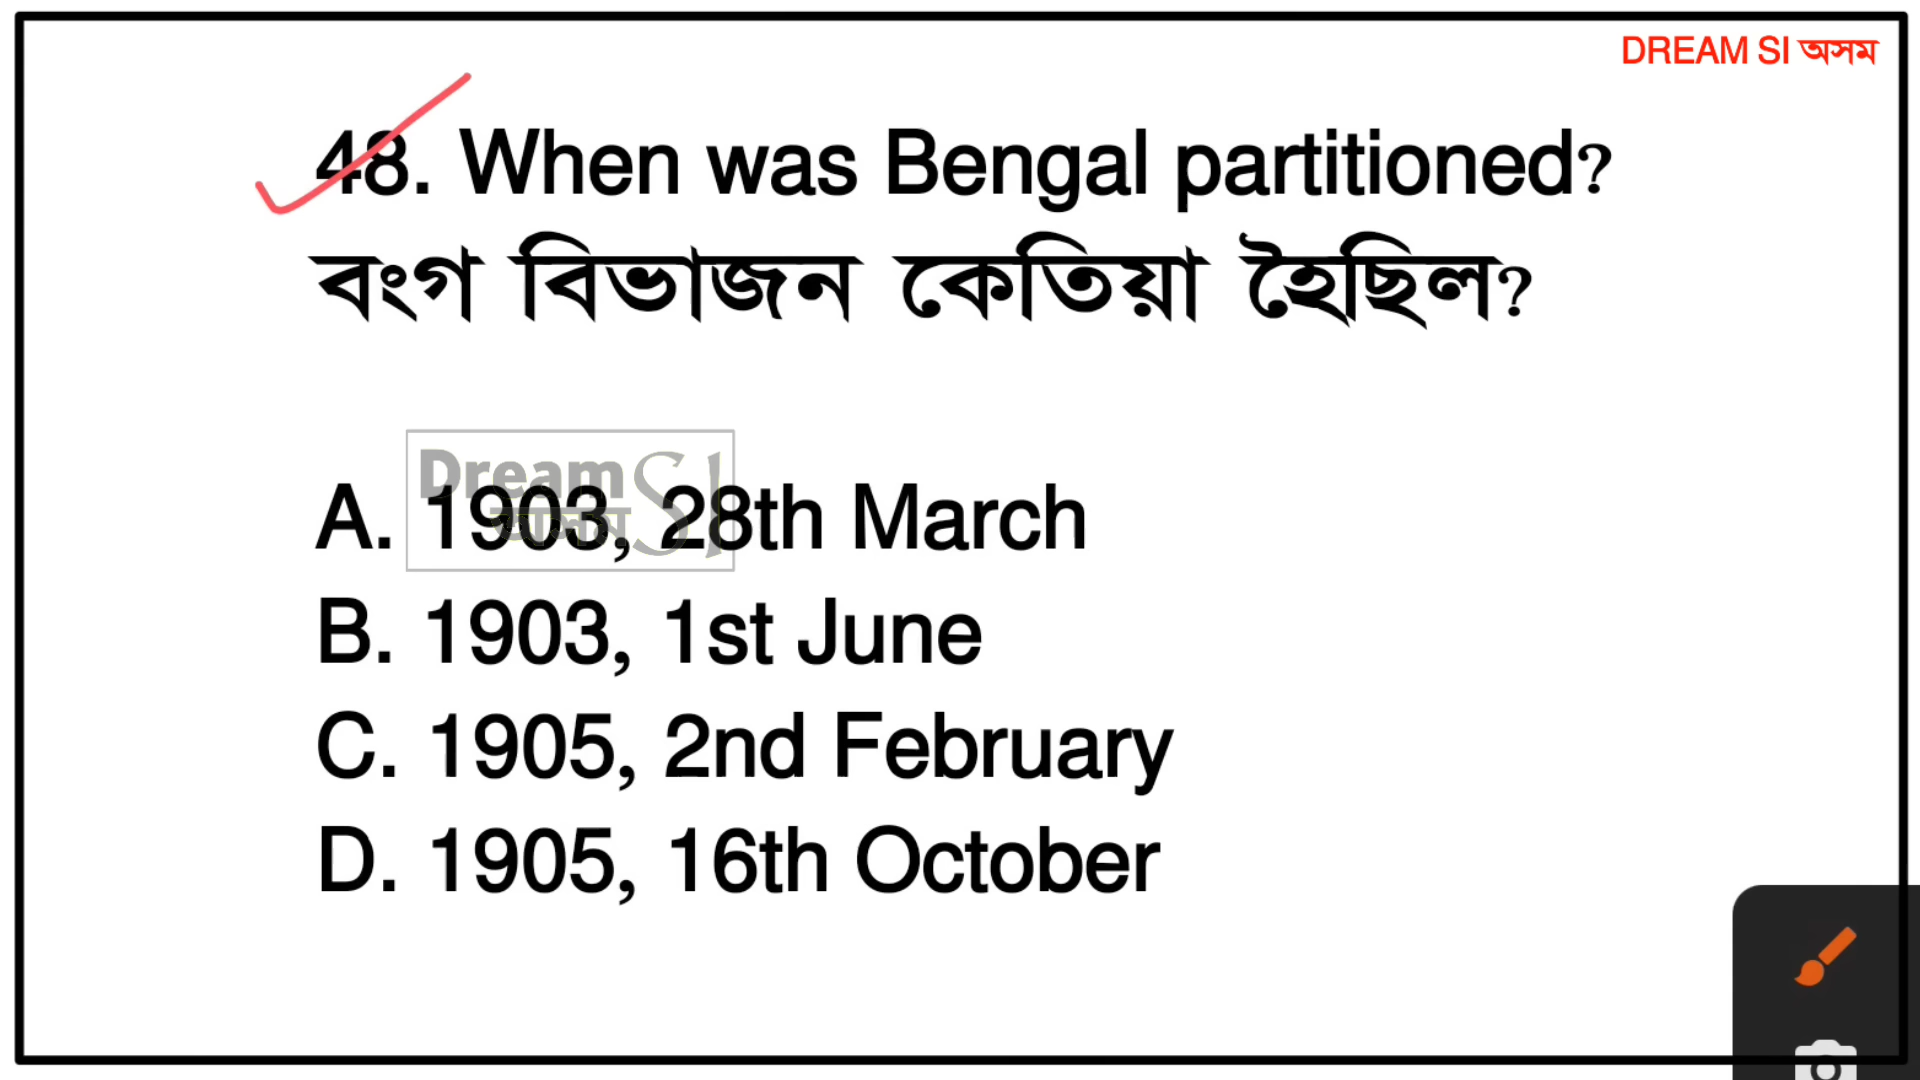 DREAM SI অসম
48. When was Bengal partitioned?
বংগ বিভাজন কেতিয়া হৈছিল?
Dream SI
অসম
A. 1903, 28th March
B. 1903, 1st June
C. 1905, 2nd February
D. 1905, 16th October